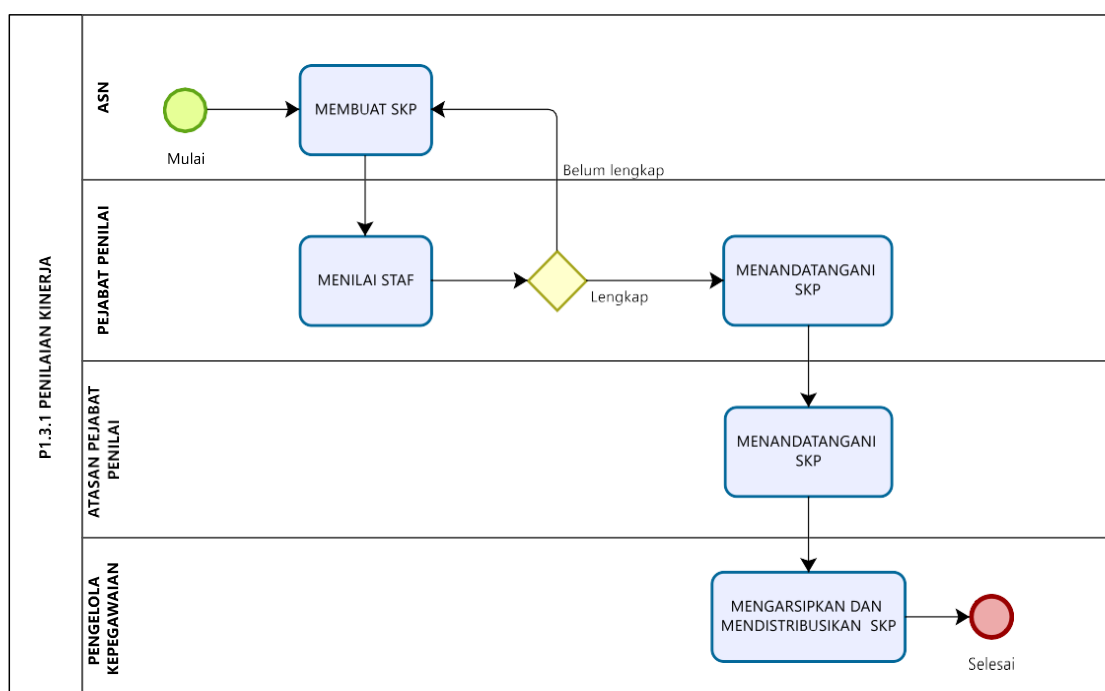 P1.3.1 PENILAIAN KINERJA
ASN
Mulai
MEMBUAT SKP
Belum lengkap
PEJABAT PENILAI
MENILAI STAF
Lengkap
MENANDATANGANI
SKP
ATASAN PEJABAT
PENILAI
MENANDATANGANI
SKP
PENGELOLA
KEPEGAWAIAN
MENGARSIPKAN DAN
MENDISTRIBUSIKAN SKP
Selesai